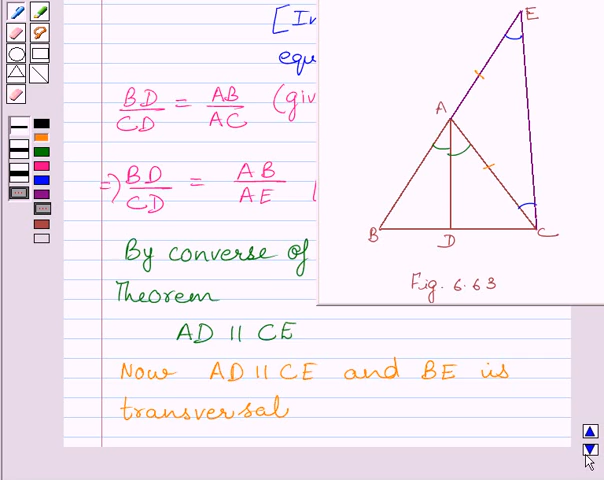 equ
BD/CD = AB/AC (giv
⇒ BD/CD = AB/AE
By converse of
Theorem
AD || CE
Now AD || CE and BE is
transversal
E
A
B D C
Fig. 6.63